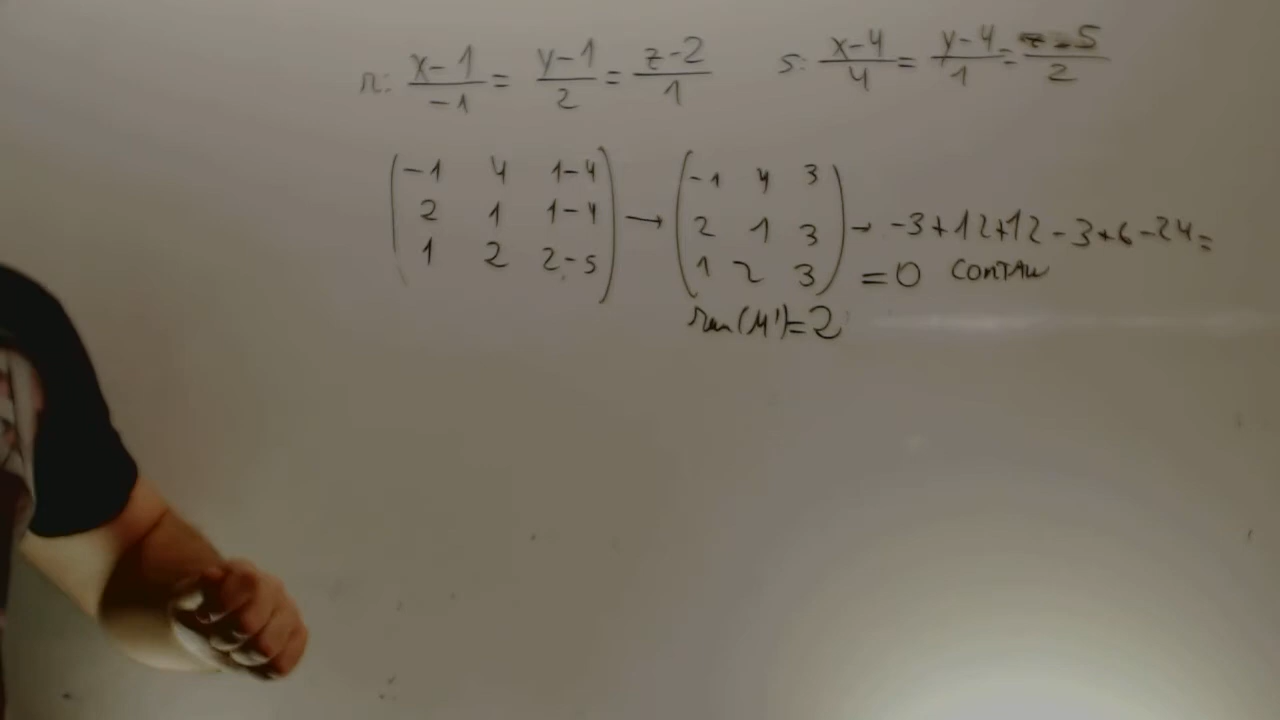 r: x-1/-1 = y-1/2 = z-2/1 s: x-4/4 = y-4/1 = z-5/2
(-1 4 1-4 → (-1 4 3
2 1 1-4 2 1 3 → -3+12+12-3+6-24=
1 2 2-5) 1 2 3) =0 CONTAU
ran(M')=2